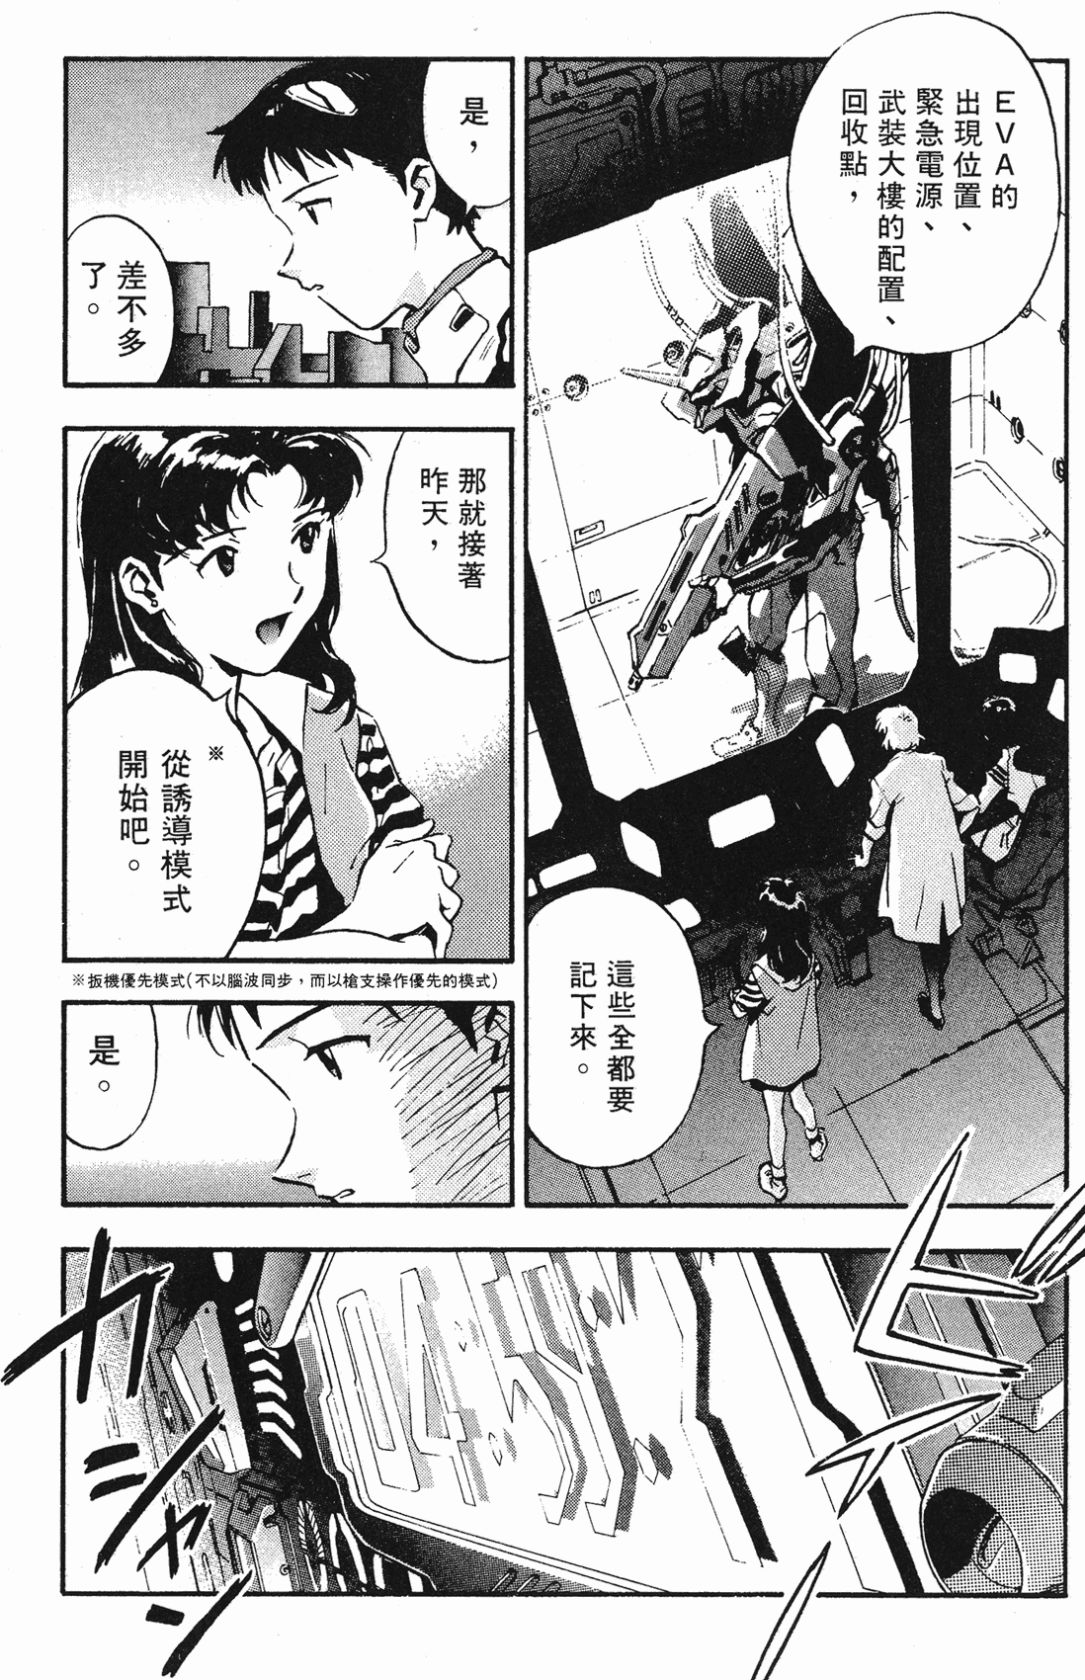 EVA的
出現位置、
緊急電源、
武裝大樓的配置、
回收點，
這些全都要
記下來。
是，
差不多
了。
那就接著
昨天，
※
從誘導模式
開始吧。
※扳機優先模式(不以腦波同步，而以槍支操作優先的模式)
是。
ビーッ
ガシャン